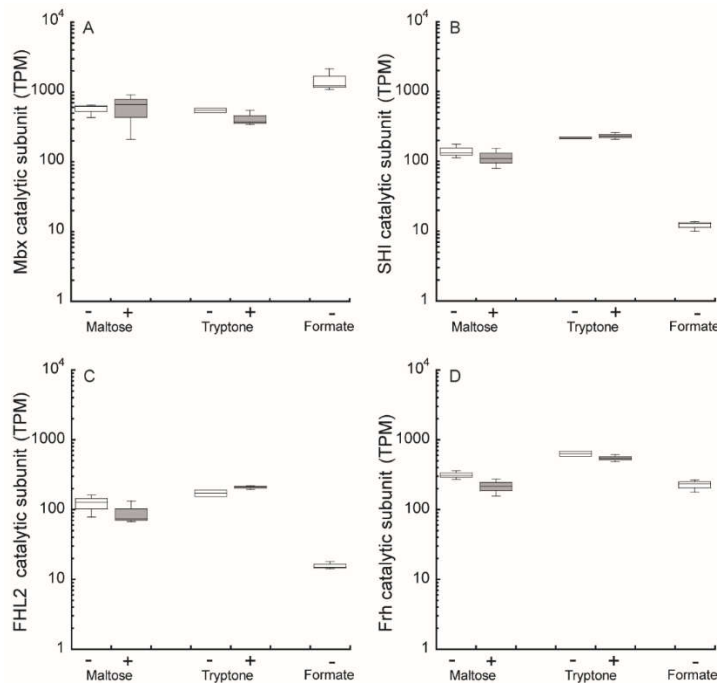 A
10⁴
1000
100
10
1
Mbx catalytic subunit (TPM)
- + - + -
Maltose Tryptone Formate
B
10⁴
1000
100
10
1
SHI catalytic subunit (TPM)
- + - + -
Maltose Tryptone Formate
C
10⁴
1000
100
10
1
FHL2 catalytic subunit (TPM)
- + - + -
Maltose Tryptone Formate
D
10⁴
1000
100
10
1
Frh catalytic subunit (TPM)
- + - + -
Maltose Tryptone Formate